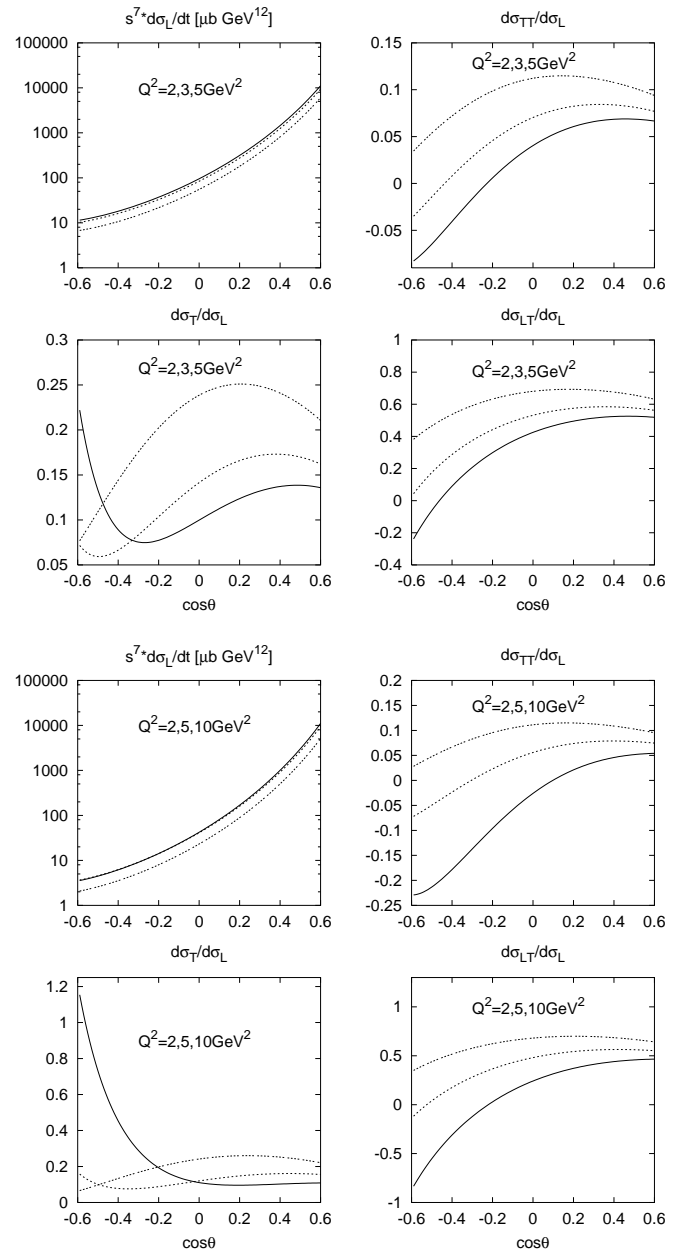 s^7*dσ_L/dt [μb GeV^12]
Q^2=2,3,5GeV^2
100000
10000
1000
100
10
1
-0.6 -0.4 -0.2 0 0.2 0.4 0.6
dσ_TT/dσ_L
Q^2=2,3,5GeV^2
0.15
0.1
0.05
0
-0.05
-0.6 -0.4 -0.2 0 0.2 0.4 0.6
dσ_T/dσ_L
Q^2=2,3,5GeV^2
0.3
0.25
0.2
0.15
0.1
0.05
-0.6 -0.4 -0.2 0 0.2 0.4 0.6
cosθ
dσ_LT/dσ_L
Q^2=2,3,5GeV^2
1
0.8
0.6
0.4
0.2
0
-0.2
-0.4
-0.6 -0.4 -0.2 0 0.2 0.4 0.6
cosθ
s^7*dσ_L/dt [μb GeV^12]
Q^2=2,5,10GeV^2
100000
10000
1000
100
10
1
-0.6 -0.4 -0.2 0 0.2 0.4 0.6
dσ_TT/dσ_L
Q^2=2,5,10GeV^2
0.2
0.15
0.1
0.05
0
-0.05
-0.1
-0.15
-0.2
-0.25
-0.6 -0.4 -0.2 0 0.2 0.4 0.6
dσ_T/dσ_L
Q^2=2,5,10GeV^2
1.2
1
0.8
0.6
0.4
0.2
0
-0.6 -0.4 -0.2 0 0.2 0.4 0.6
cosθ
dσ_LT/dσ_L
Q^2=2,5,10GeV^2
1
0.5
0
-0.5
-1
-0.6 -0.4 -0.2 0 0.2 0.4 0.6
cosθ